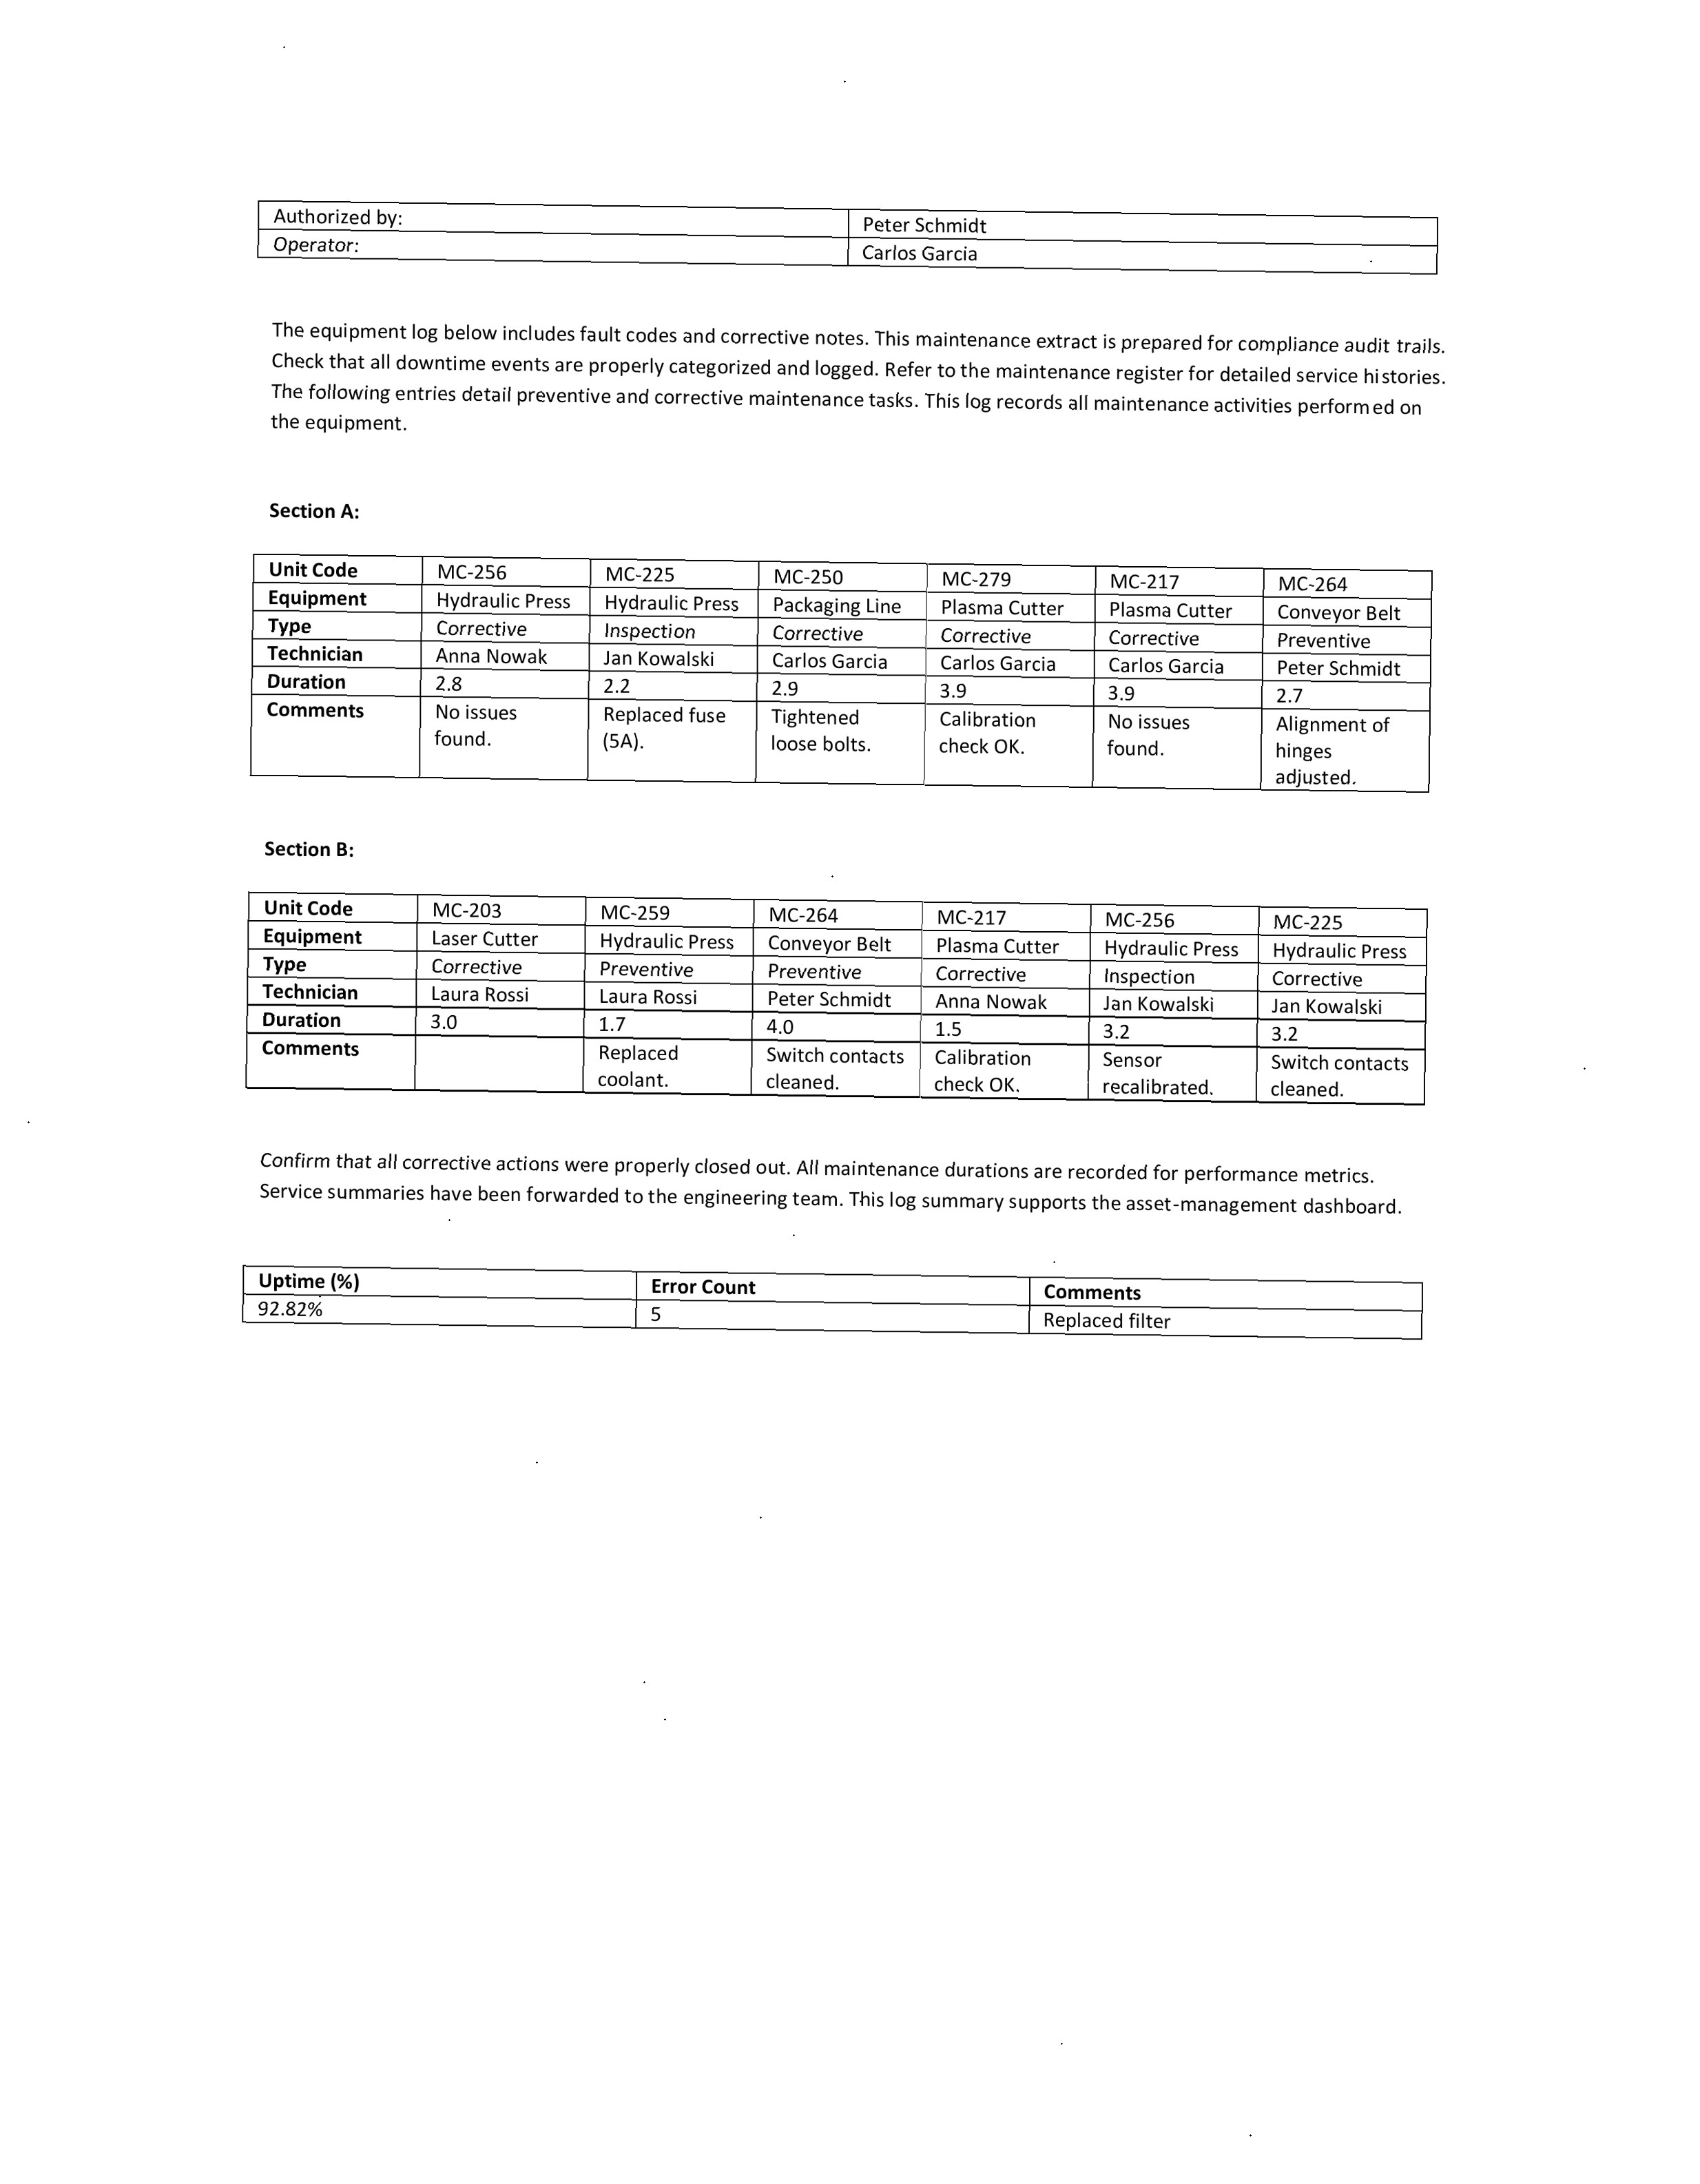 Authorized by: Peter Schmidt
Operator: Carlos Garcia
The equipment log below includes fault codes and corrective notes. This maintenance extract is prepared for compliance audit trails.
Check that all downtime events are properly categorized and logged. Refer to the maintenance register for detailed service histories.
The following entries detail preventive and corrective maintenance tasks. This log records all maintenance activities performed on
the equipment.
Section A:
Unit Code MC-256 MC-225 MC-250 MC-279 MC-217 MC-264
Equipment Hydraulic Press Hydraulic Press Packaging Line Plasma Cutter Plasma Cutter Conveyor Belt
Type Corrective Inspection Corrective Corrective Corrective Preventive
Technician Anna Nowak Jan Kowalski Carlos Garcia Carlos Garcia Carlos Garcia Peter Schmidt
Duration 2.8 2.2 2.9 3.9 3.9 2.7
Comments No issues Replaced fuse Tightened Calibration No issues Alignment of
found. (5A). loose bolts. check OK. found. hinges
adjusted.
Section B:
Unit Code MC-203 MC-259 MC-264 MC-217 MC-256 MC-225
Equipment Laser Cutter Hydraulic Press Conveyor Belt Plasma Cutter Hydraulic Press Hydraulic Press
Type Corrective Preventive Preventive Corrective Inspection Corrective
Technician Laura Rossi Laura Rossi Peter Schmidt Anna Nowak Jan Kowalski Jan Kowalski
Duration 3.0 1.7 4.0 1.5 3.2 3.2
Comments Replaced Switch contacts Calibration Sensor Switch contacts
coolant. cleaned. check OK. recalibrated. cleaned.
Confirm that all corrective actions were properly closed out. All maintenance durations are recorded for performance metrics.
Service summaries have been forwarded to the engineering team. This log summary supports the asset-management dashboard.
Uptime (%) Error Count Comments
92.82% 5 Replaced filter